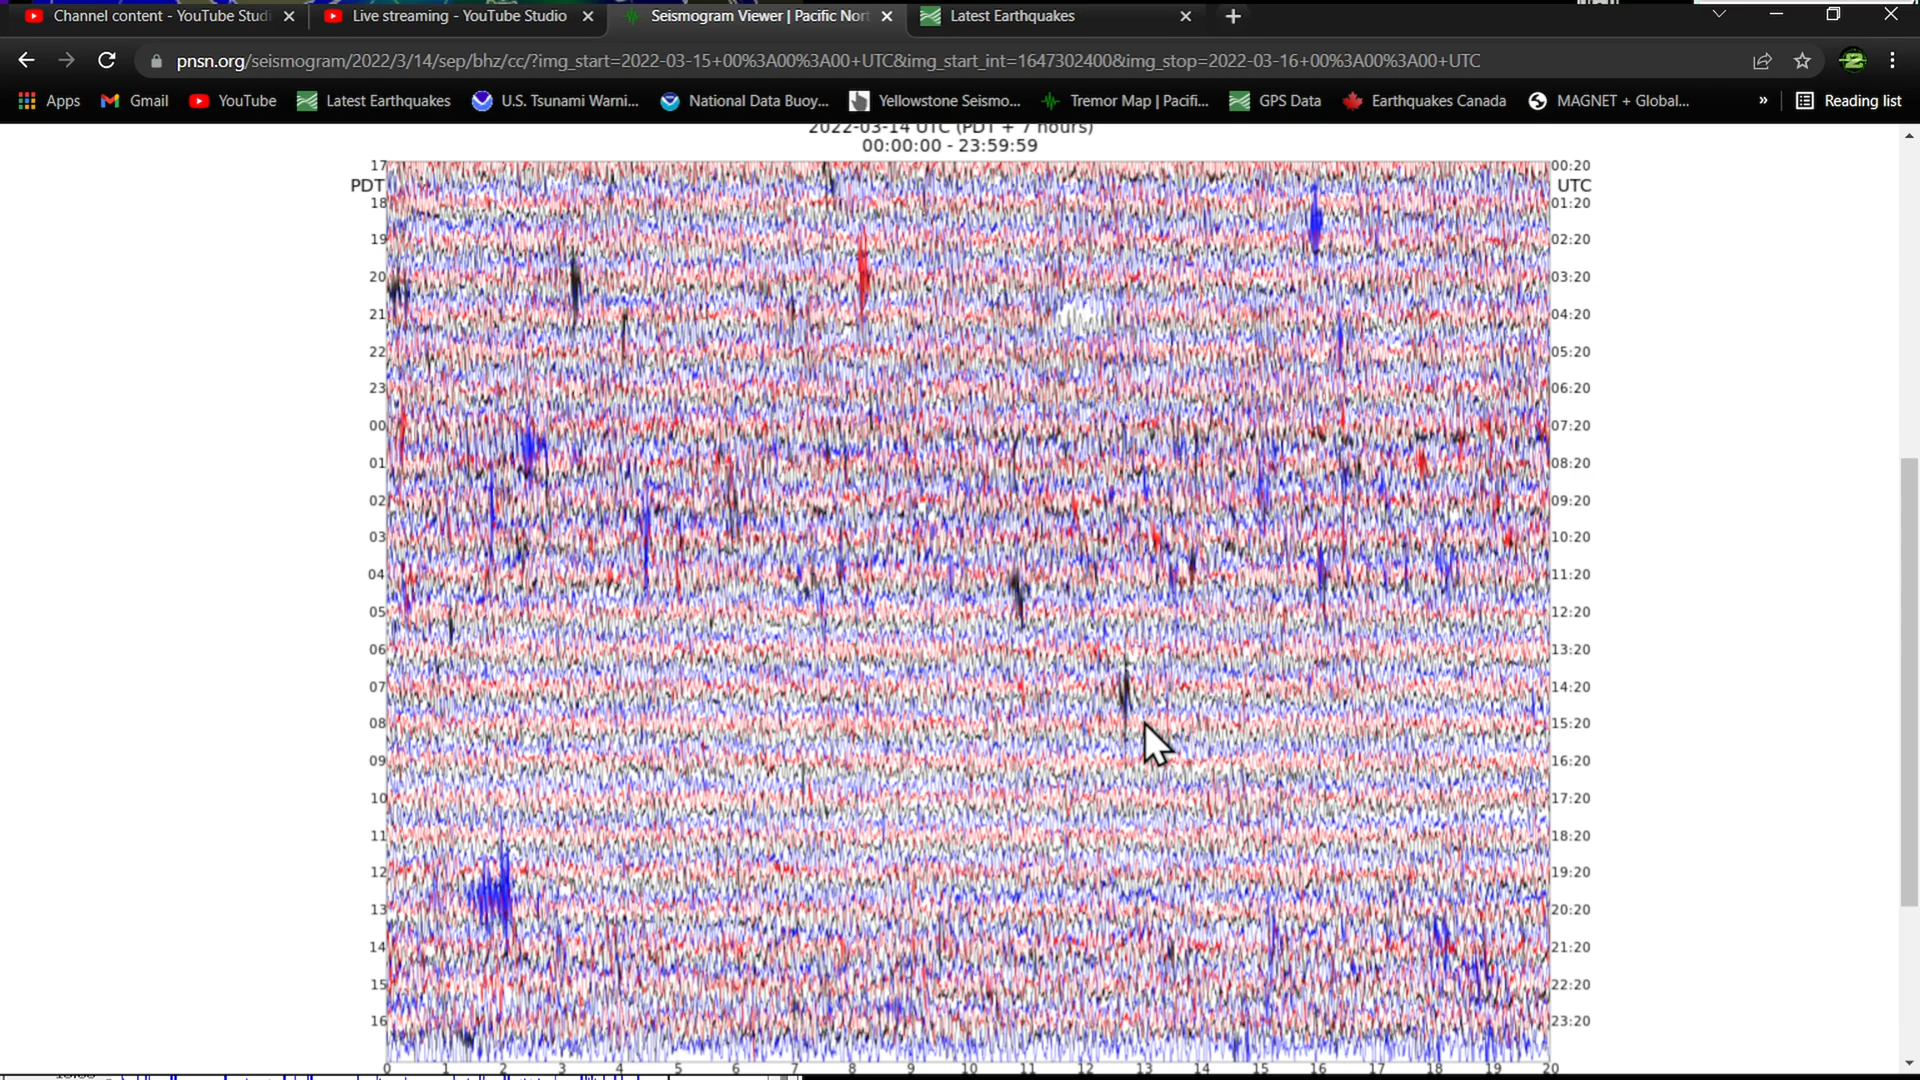 Channel content - YouTube Studi
Live streaming - YouTube Studio
Seismogram Viewer | Pacific Nort
Latest Earthquakes
pnsn.org/seismogram/2022/3/14/sep/bhz/cc/?img_start=2022-03-15+00%3A00%3A00+UTC&img_start_int=1647302400&img_stop=2022-03-16+00%3A00%3A00+UTC
Apps
Gmail
YouTube
Latest Earthquakes
U.S. Tsunami Warni...
National Data Buoy...
Yellowstone Seismo...
Tremor Map | Pacifi...
GPS Data
Earthquakes Canada
MAGNET + Global...
»
Reading list
2022-03-14 UTC (PDT + 7 hours)
00:00:00 - 23:59:59
17 00:20
PDT UTC
18 01:20
19 02:20
20 03:20
21 04:20
22 05:20
23 06:20
00 07:20
01 08:20
02 09:20
03 10:20
04 11:20
05 12:20
06 13:20
07 14:20
08 15:20
09 16:20
10 17:20
11 18:20
12 19:20
13 20:20
14 21:20
15 22:20
16 23:20
0 1 2 3 4 5 6 7 8 9 10 11 12 13 14 15 16 17 18 19 20